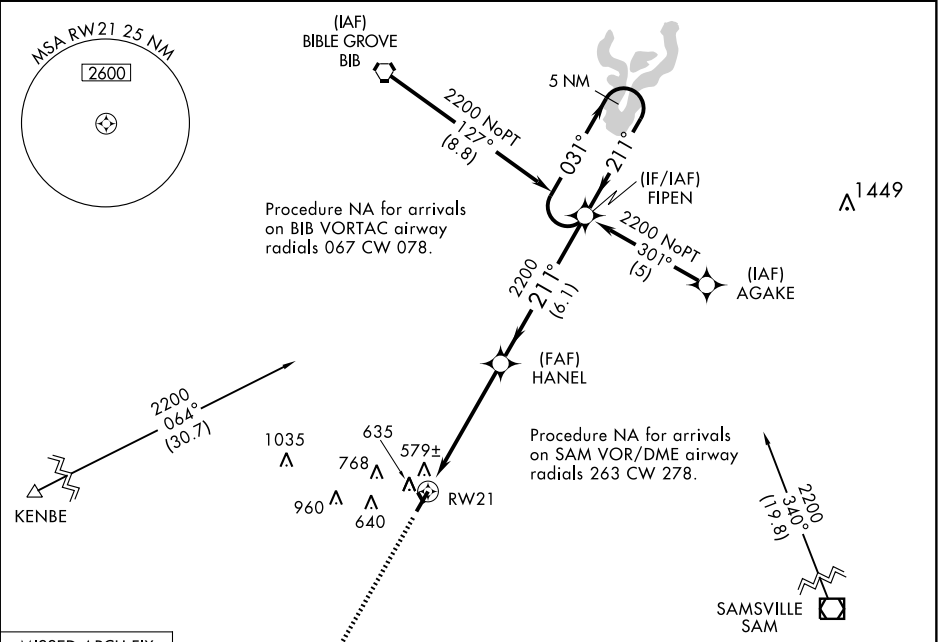 MSA RW21 25 NM
2600
(IAF)
BIBLE GROVE
BIB
2200 NoPT
127°
(8.8)
5 NM
031°
211°
(IF/IAF)
FIPEN
1449
Procedure NA for arrivals
on BIB VORTAC airway
radials 067 CW 078.
2200 NoPT
301°
(5)
(IAF)
AGAKE
2200
211°
(6.1)
(FAF)
HANEL
2200
064°
(30.7)
KENBE
1035
635
579±
768
960
640
RW21
Procedure NA for arrivals
on SAM VOR/DME airway
radials 263 CW 278.
2200
340°
(19.8)
SAMSVILLE
SAM
MISSED APCH FIX